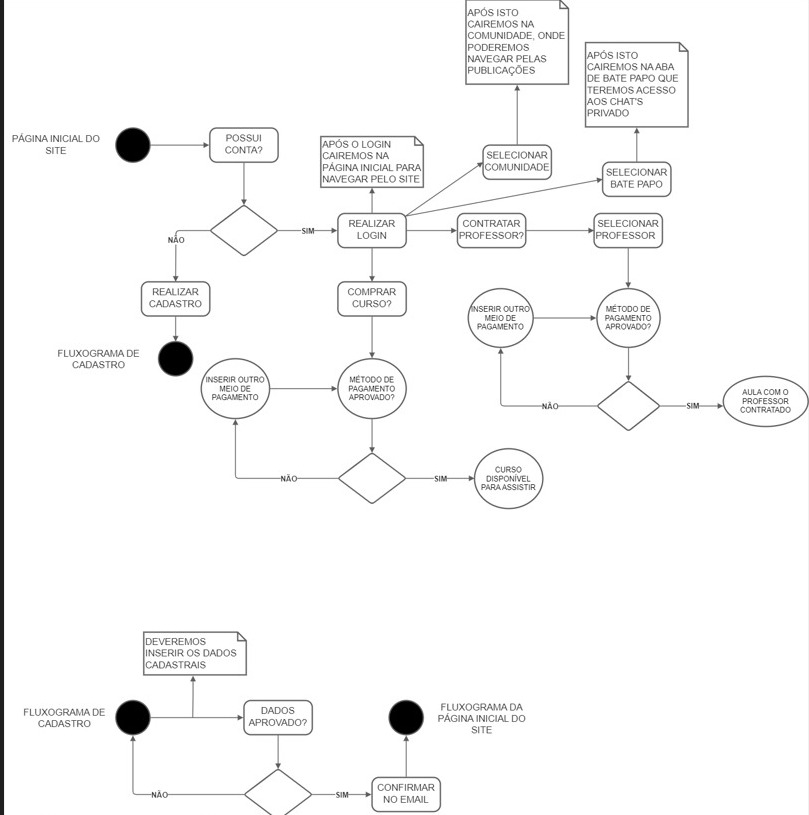 APÓS ISTO
CAIREMOS NA
COMUNIDADE, ONDE
PODEREMOS
NAVEGAR PELAS
PUBLICAÇÕES
APÓS ISTO
CAIREMOS NA ABA
DE BATE PAPO QUE
TEREMOS ACESSO
AOS CHAT'S
PRIVADO
PÁGINA INICIAL DO
SITE
POSSUI
CONTA?
APÓS O LOGIN
CAIREMOS NA
PÁGINA INICIAL PARA
NAVEGAR PELO SITE
SELECIONAR
COMUNIDADE
SELECIONAR
BATE PAPO
NÃO
SIM
REALIZAR
LOGIN
CONTRATAR
PROFESSOR?
SELECIONAR
PROFESSOR
REALIZAR
CADASTRO
COMPRAR
CURSO?
INSERIR OUTRO
MEIO DE
PAGAMENTO
MÉTODO DE
PAGAMENTO
APROVADO?
FLUXOGRAMA DE
CADASTRO
INSERIR OUTRO
MEIO DE
PAGAMENTO
MÉTODO DE
PAGAMENTO
APROVADO?
NÃO
SIM
AULA COM O
PROFESSOR
CONTRATADO
NÃO
SIM
CURSO
DISPONÍVEL
PARA ASSISTIR
DEVEREMOS
INSERIR OS DADOS
CADASTRAIS
FLUXOGRAMA DE
CADASTRO
DADOS
APROVADO?
FLUXOGRAMA DA
PÁGINA INICIAL DO
SITE
NÃO
SIM
CONFIRMAR
NO EMAIL